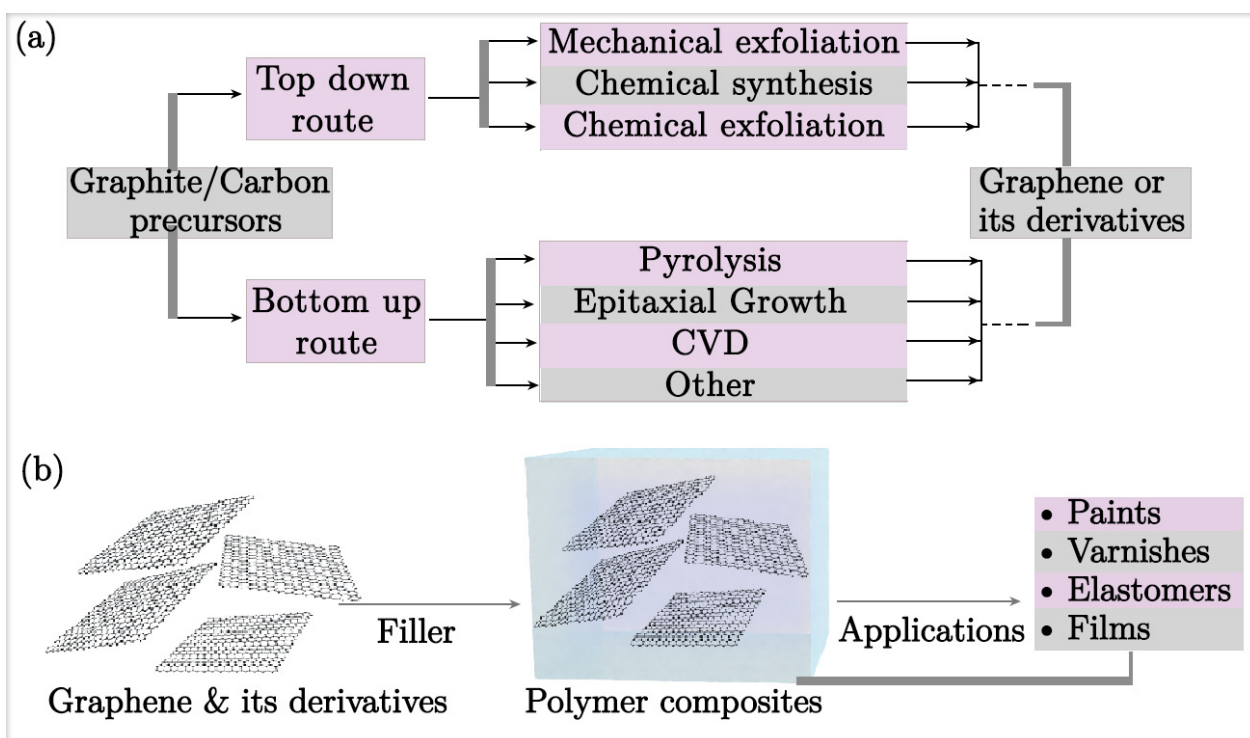 (a)
Top down
route
Mechanical exfoliation
Chemical synthesis
Chemical exfoliation
Graphite/Carbon
precursors
Graphene or
its derivatives
Bottom up
route
Pyrolysis
Epitaxial Growth
CVD
Other
(b)
Filler
Applications
• Paints
• Varnishes
• Elastomers
• Films
Graphene & its derivatives
Polymer composites